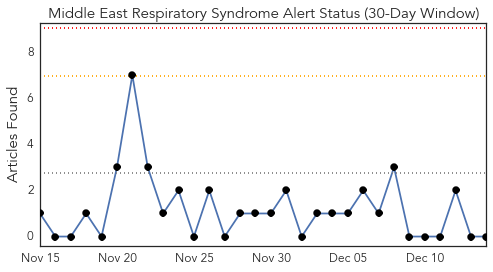 Middle East Respiratory Syndrome Alert Status (30-Day Window)
Articles Found
8
6
4
2
0
Nov 15 Nov 20 Nov 25 Nov 30 Dec 05 Dec 10